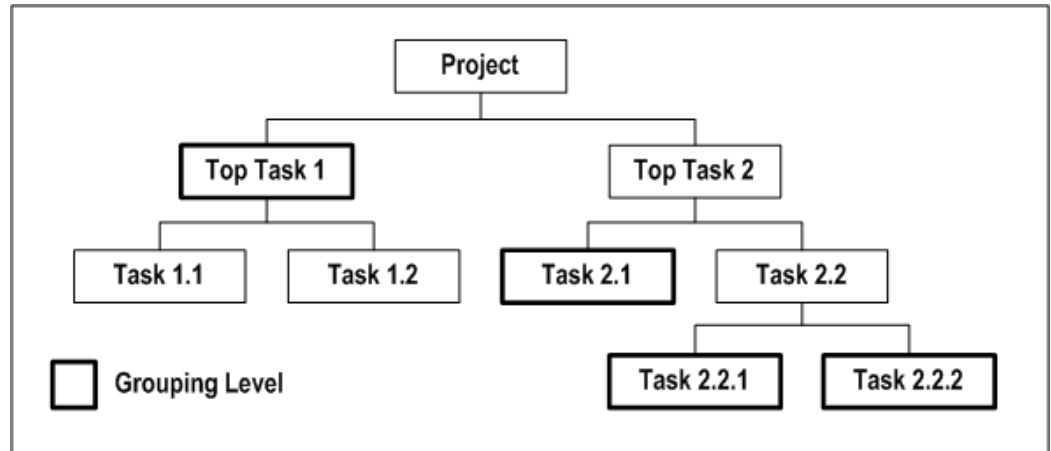 Project
Top Task 1
Top Task 2
Task 1.1
Task 1.2
Task 2.1
Task 2.2
Task 2.2.1
Task 2.2.2
Grouping Level